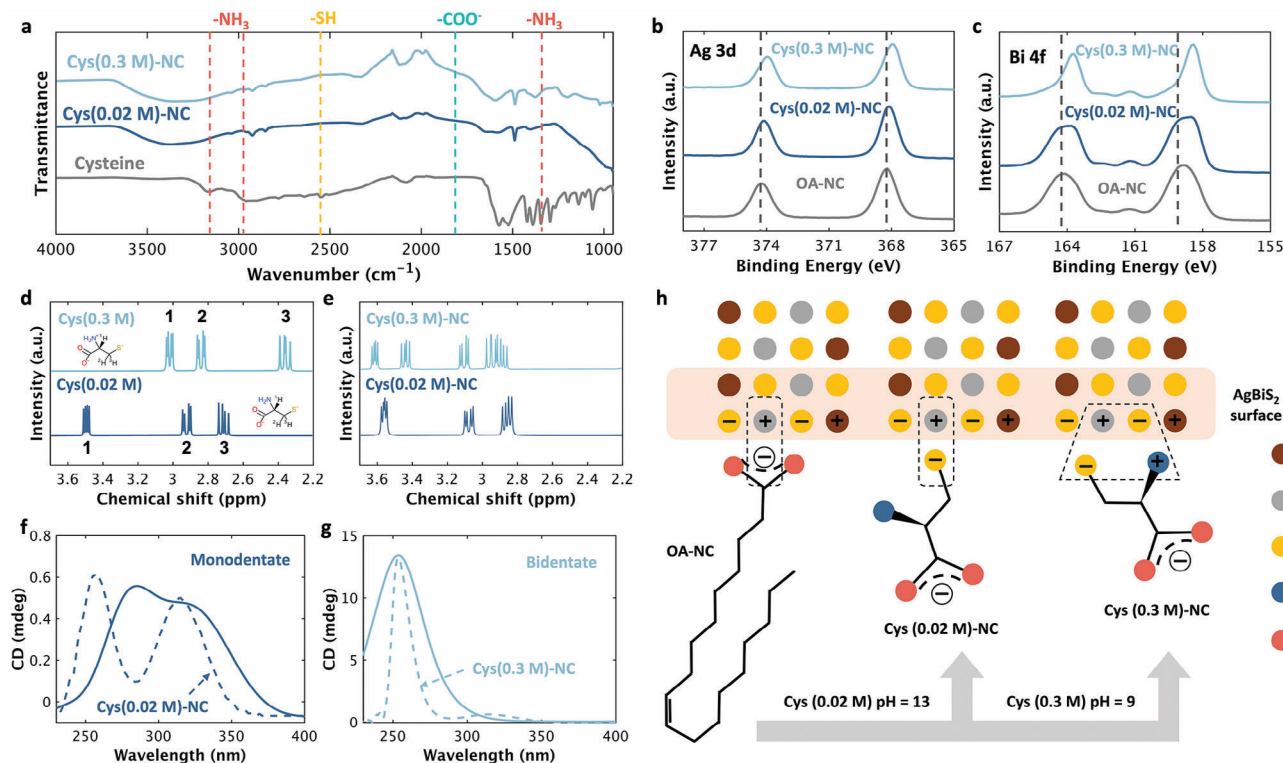 a
-NH₃
-SH
-COO⁻
-NH₃
Cys(0.3 M)-NC
Cys(0.02 M)-NC
Cysteine
Transmittance
4000 3500 3000 2500 2000 1500 1000
Wavenumber (cm⁻¹)
b
Ag 3d
Cys(0.3 M)-NC
Cys(0.02 M)-NC
OA-NC
Intensity (a.u.)
377 374 371 368 365
Binding Energy (eV)
c
Bi 4f
Cys(0.3 M)-NC
Cys(0.02 M)-NC
OA-NC
Intensity (a.u.)
167 164 161 158 155
Binding Energy (eV)
d
Cys(0.3 M)
1 2 3
Cys(0.02 M)
1 2 3
Intensity (a.u.)
3.6 3.4 3.2 3 2.8 2.6 2.4 2.2
Chemical shift (ppm)
e
Cys(0.3 M)-NC
Cys(0.02 M)-NC
Intensity (a.u.)
3.6 3.4 3.2 3 2.8 2.6 2.4 2.2
Chemical shift (ppm)
f
Monodentate
Cys(0.02 M)-NC
CD (mdeg)
0.8
0.6
0.4
0.2
0
250 300 350 400
Wavelength (nm)
g
Bidentate
Cys(0.3 M)-NC
CD (mdeg)
15
10
5
0
250 300 350 400
Wavelength (nm)
h
AgBiS₂
surface
− + − + − + − + − + − +
−
−
− +
OA-NC
−
−
Cys (0.02 M)-NC
Cys (0.3 M)-NC
Cys (0.02 M) pH = 13
Cys (0.3 M) pH = 9